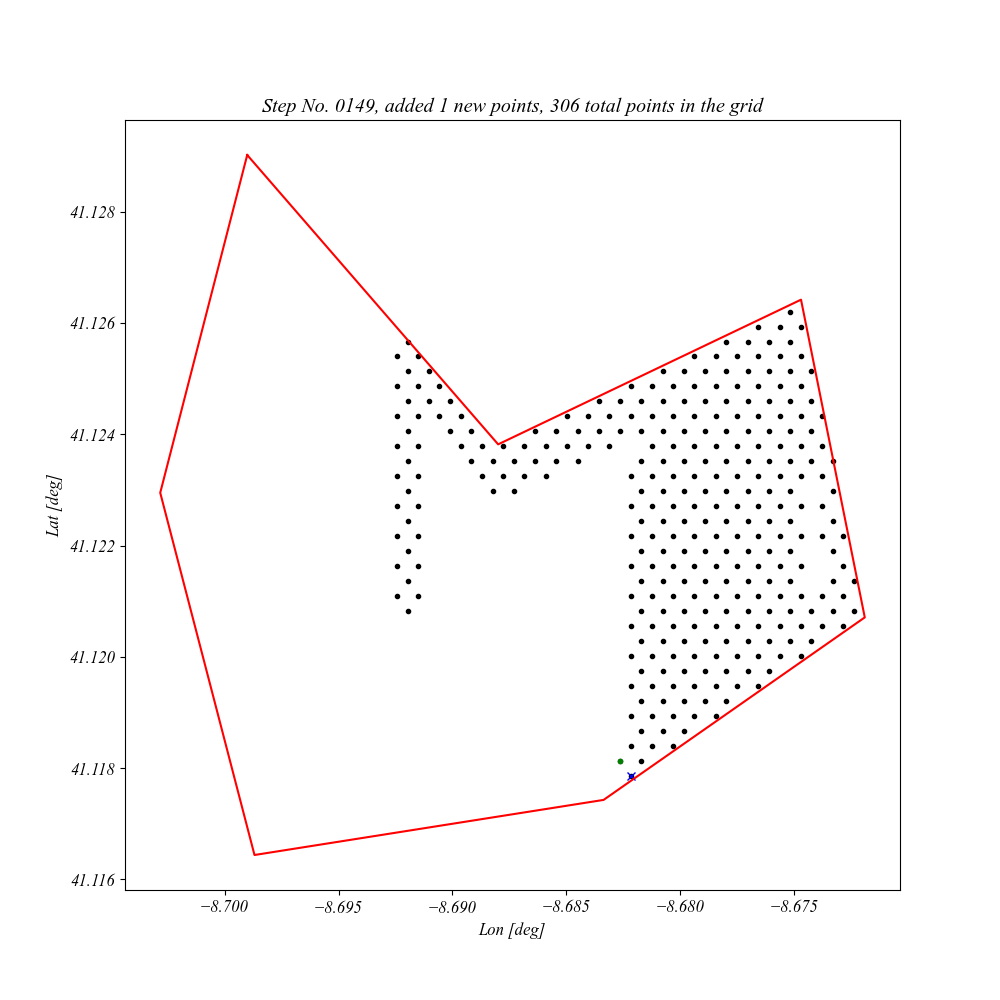 Step No. 0149, added 1 new points, 306 total points in the grid
41.128
41.126
41.124
41.122
41.120
41.118
41.116
Lat [deg]
−8.700 −8.695 −8.690 −8.685 −8.680 −8.675
Lon [deg]